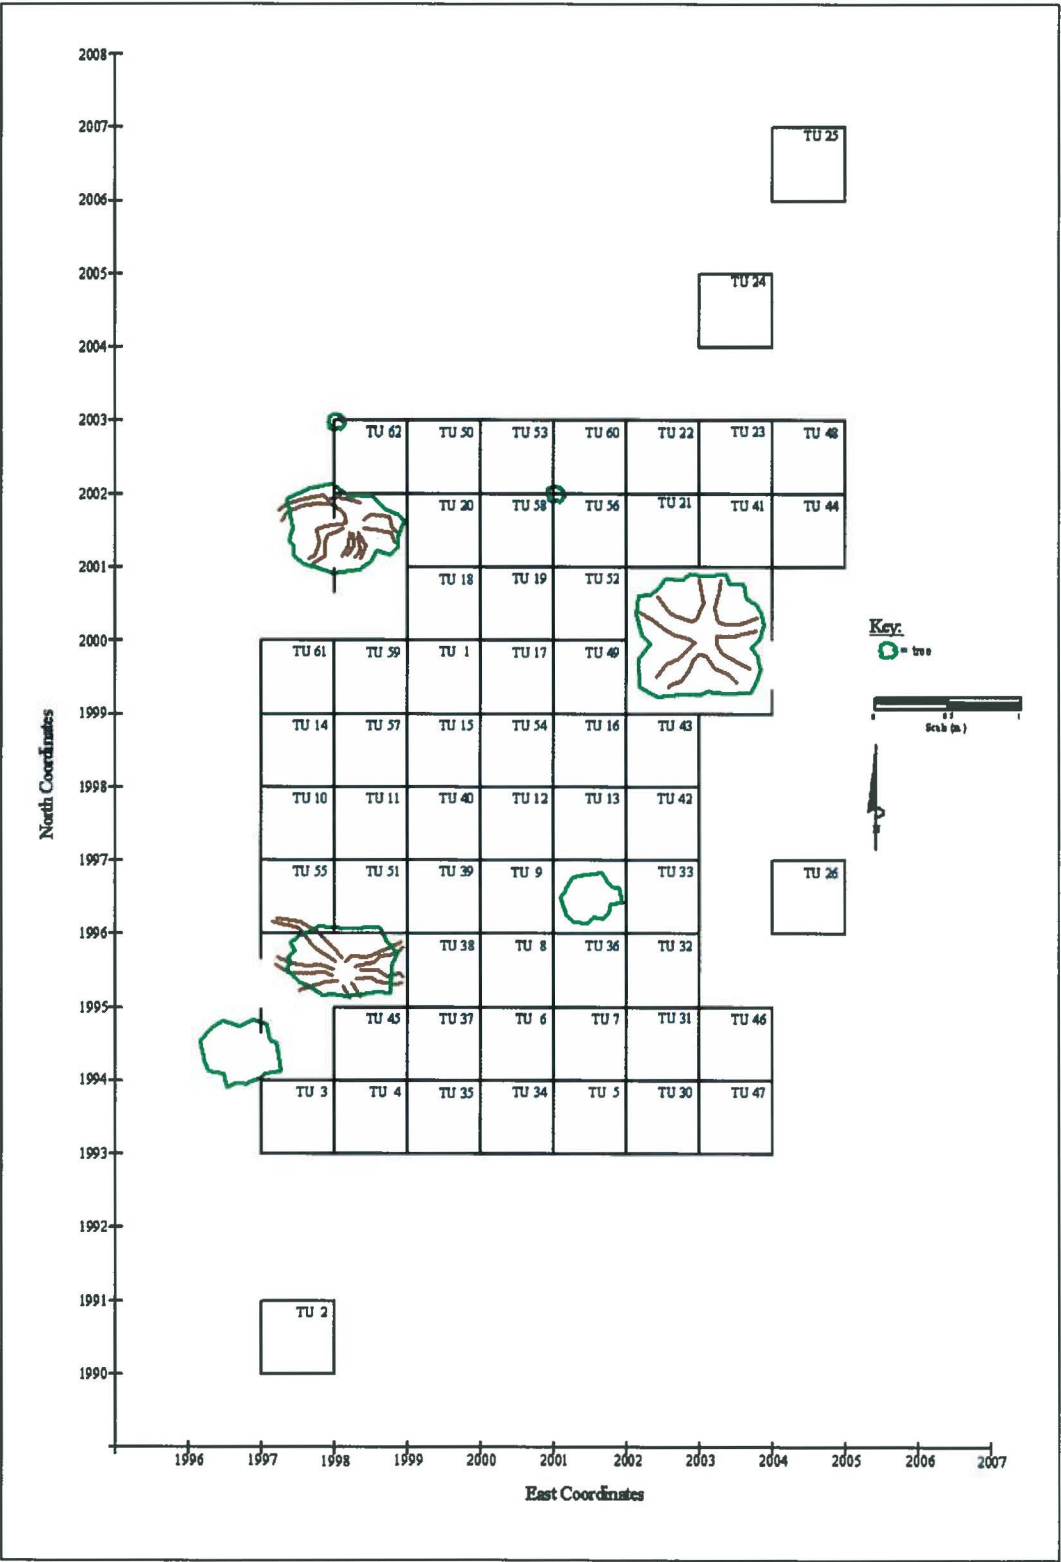 2008
2007
TU 25
2006
2005
TU 24
2004
2003
TU 62 TU 50 TU 53 TU 60 TU 22 TU 23 TU 48
2002
TU 20 TU 58 TU 56 TU 21 TU 41 TU 44
2001
TU 18 TU 19 TU 52
2000
TU 61 TU 59 TU 1 TU 17 TU 49
Key:
= tree
1999
TU 14 TU 57 TU 15 TU 54 TU 16 TU 43
0 0.5 1
Scale (m.)
1998
TU 10 TU 11 TU 40 TU 12 TU 13 TU 42
North Coordinates
1997
TU 55 TU 51 TU 39 TU 9 TU 33 TU 26
1996
TU 38 TU 8 TU 36 TU 32
1995
TU 45 TU 37 TU 6 TU 7 TU 31 TU 46
1994
TU 3 TU 4 TU 35 TU 34 TU 5 TU 30 TU 47
1993
1992
1991
TU 2
1990
1996 1997 1998 1999 2000 2001 2002 2003 2004 2005 2006 2007
East Coordinates